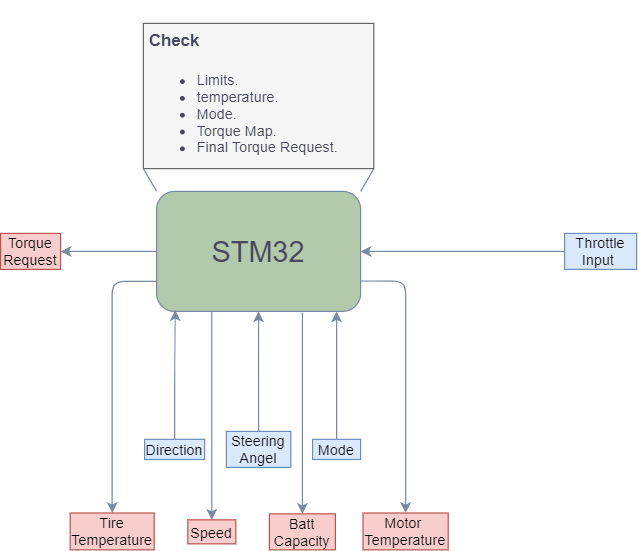 Check
Limits.
temperature.
Mode.
Torque Map.
Final Torque Request.
STM32
Torque
Request
Throttle
Input
Direction
Steering
Angel
Mode
Tire
Temperature
Speed
Batt
Capacity
Motor
Temperature